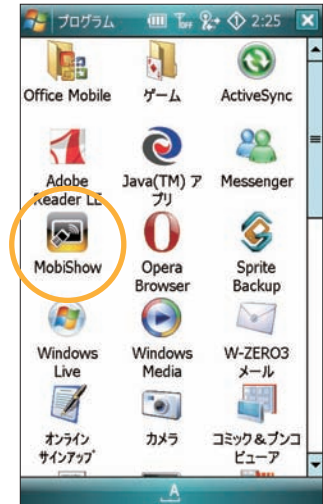 プログラム
OFF
2:25
Office Mobile
ゲーム
ActiveSync
Adobe
Reader LE
Java(TM) ア
プリ
Messenger
MobiShow
Opera
Browser
Sprite
Backup
Windows
Live
Windows
Media
W-ZERO3
メール
オンライン
サインアップ
カメラ
コミック&ブンコ
ビューア
A